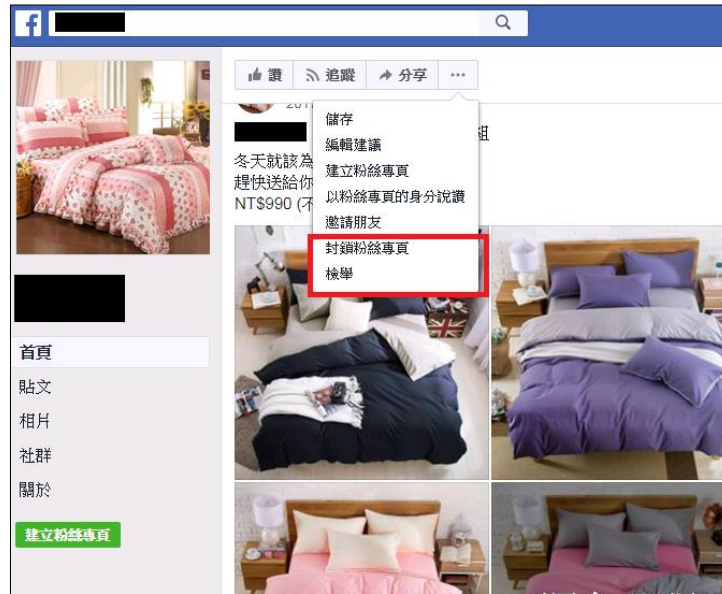 f
讚 追蹤 分享 ...
儲存
編輯建議
建立粉絲專頁
以粉絲專頁的身分說讚
邀請朋友
封鎖粉絲專頁
檢舉
201
組
冬天就該為
趕快送給你
NT$990 (不
首頁
貼文
相片
社群
關於
建立粉絲專頁